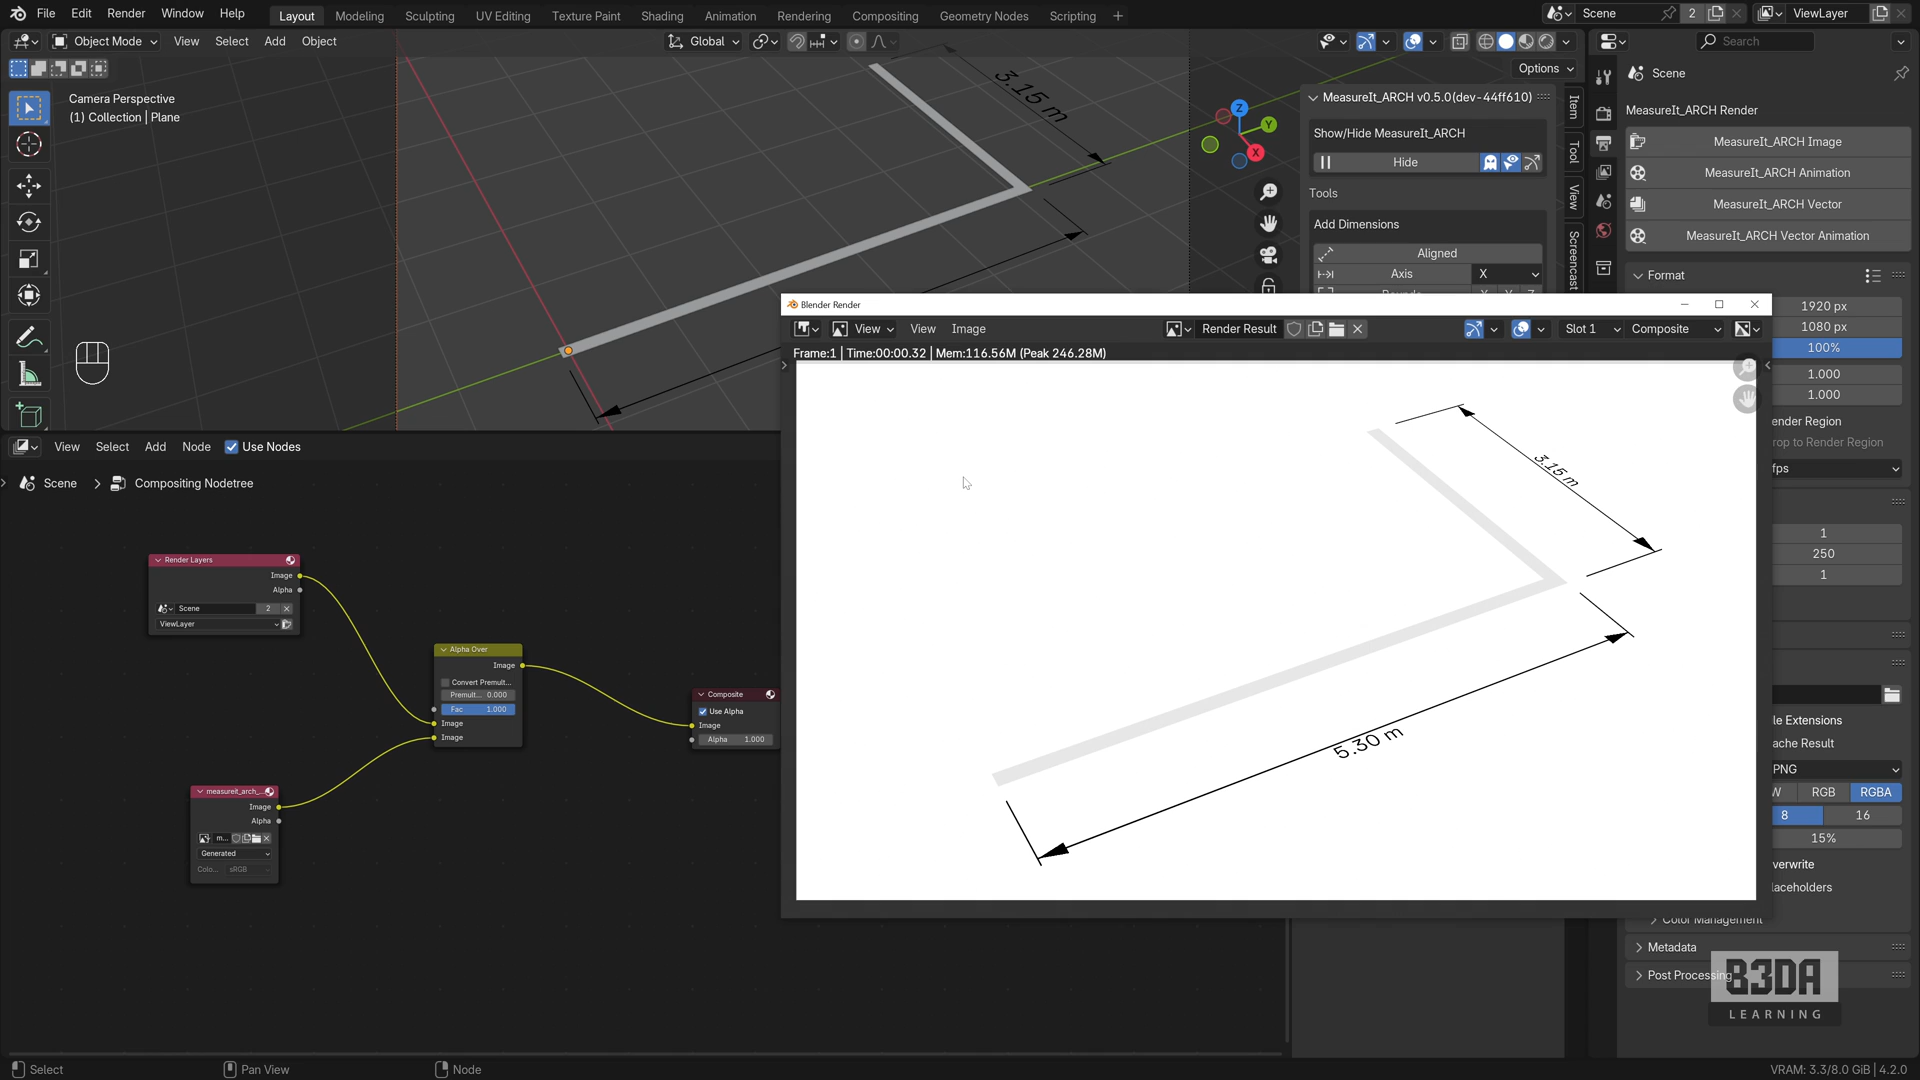 File Edit Render Window Help
Layout Modeling Sculpting UV Editing Texture Paint Shading Animation Rendering Compositing Geometry Nodes Scripting +
Scene 2 ViewLayer
Object Mode View Select Add Object
Global
Search
Options
Camera Perspective
(1) Collection | Plane
3.15 m
Z
Y
X
MeasureIt_ARCH v0.5.0(dev-44ff610)
Show/Hide MeasureIt_ARCH
Hide
Tools
Add Dimensions
Aligned
Axis X
Item
Tool
View
Screencast
Scene
MeasureIt_ARCH Render
MeasureIt_ARCH Image
MeasureIt_ARCH Animation
MeasureIt_ARCH Vector
MeasureIt_ARCH Vector Animation
Format
1920 px
1080 px
100%
1.000
1.000
ender Region
rop to Render Region
fps
1
250
1
le Extensions
ache Result
PNG
W RGB RGBA
8 16
15%
verwrite
laceholders
Color Management
Metadata
Post Processing
B3DA
LEARNING
Blender Render
View View Image
Render Result
Slot 1 Composite
Frame:1 | Time:00:00.32 | Mem:116.56M (Peak 246.28M)
3.15 m
5.30 m
View Select Add Node Use Nodes
Scene > Compositing Nodetree
Render Layers
Image
Alpha
Scene 2
ViewLayer
Alpha Over
Image
Convert Premult...
Premult... 0.000
Fac 1.000
Image
Image
Composite
Use Alpha
Image
Alpha 1.000
measureit_arch_...
Image
Alpha
m...
Generated
Colo... sRGB
Select Pan View Node
VRAM: 3.3/8.0 GiB | 4.2.0